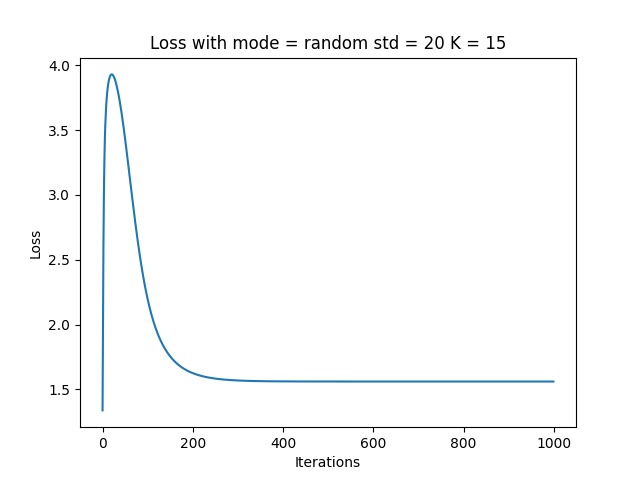 Loss with mode = random std = 20 K = 15
4.0
3.5
3.0
2.5
2.0
1.5
Loss
0 200 400 600 800 1000
Iterations